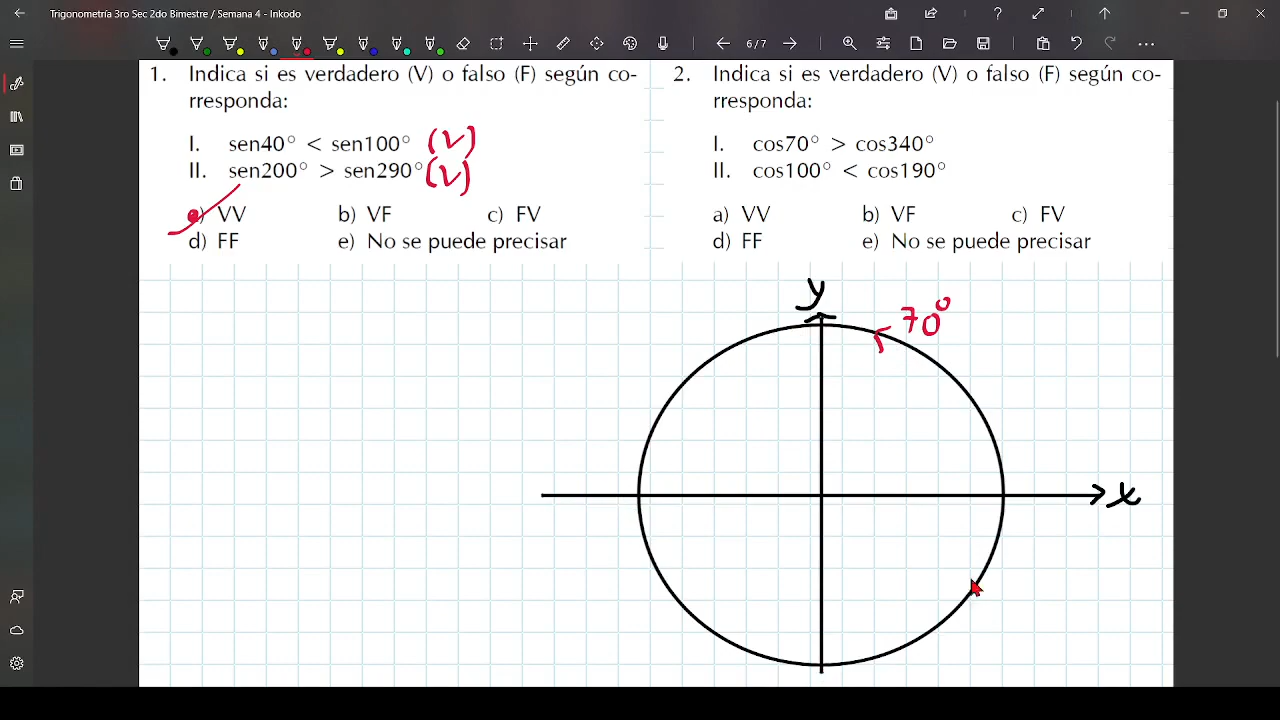 Trigonometría 3ro Sec 2do Bimestre / Semana 4 - Inkodo
6/7
1. Indica si es verdadero (V) o falso (F) según co-
rresponda:
I. sen40° < sen100° (V)
II. sen200° > sen290° (V)
a) VV b) VF c) FV
d) FF e) No se puede precisar
2. Indica si es verdadero (V) o falso (F) según co-
rresponda:
I. cos70° > cos340°
II. cos100° < cos190°
a) VV b) VF c) FV
d) FF e) No se puede precisar
y
70°
x